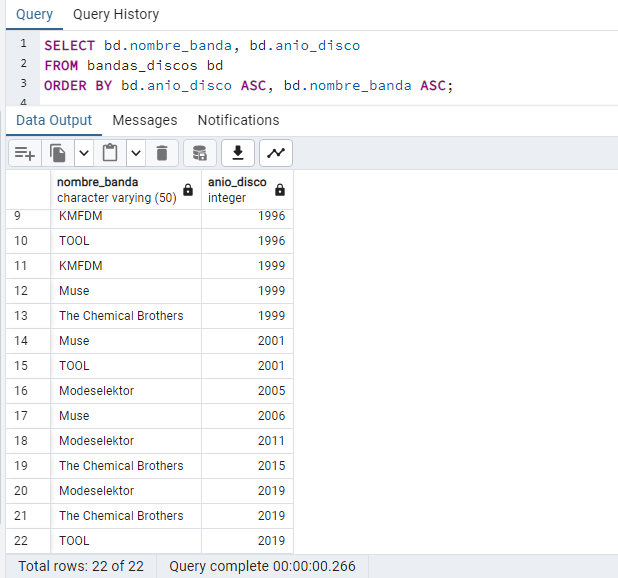 Query Query History
1 SELECT bd.nombre_banda, bd.anio_disco
2 FROM bandas_discos bd
3 ORDER BY bd.anio_disco ASC, bd.nombre_banda ASC;
4
Data Output Messages Notifications
nombre_banda anio_disco
character varying (50) integer
9 KMFDM 1996
10 TOOL 1996
11 KMFDM 1999
12 Muse 1999
13 The Chemical Brothers 1999
14 Muse 2001
15 TOOL 2001
16 Modeselektor 2005
17 Muse 2006
18 Modeselektor 2011
19 The Chemical Brothers 2015
20 Modeselektor 2019
21 The Chemical Brothers 2019
22 TOOL 2019
Total rows: 22 of 22 Query complete 00:00:00.266